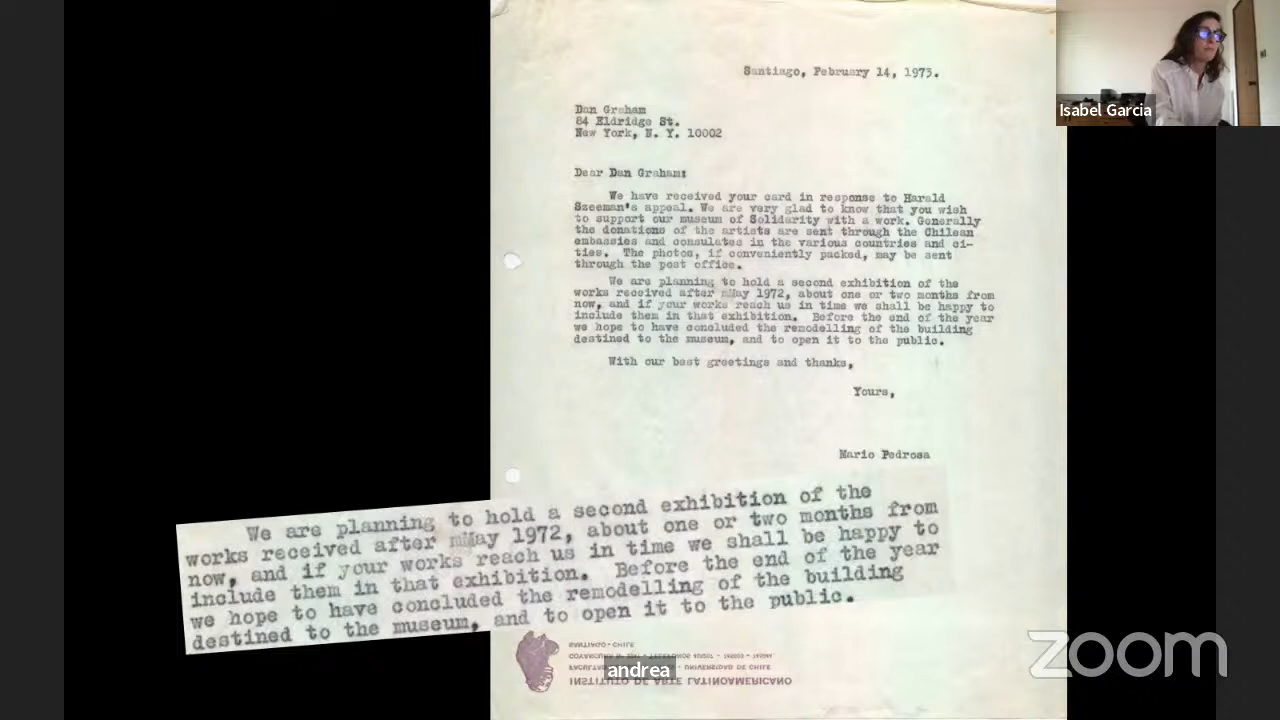 Santiago, February 14, 1973.
Dan Graham
84 Eldridge St.
New York, N. Y. 10002
Dear Dan Graham:
We have received your card in response to Harald
Szeeman's appeal. We are very glad to know that you wish
to support our museum of Solidarity with a work. Generally
the donations of the artists are sent through the Chilean
embassies and consulates in the various countries and ci-
ties. The photos, if conveniently packed, may be sent
through the post office.
We are planning to hold a second exhibition of the
works received after mMay 1972, about one or two months from
now, and if your works reach us in time we shall be happy to
include them in that exhibition. Before the end of the year
we hope to have concluded the remodelling of the building
destined to the museum, and to open it to the public.
With our best greetings and thanks,
Yours,
Mario Pedrosa
We are planning to hold a second exhibition of the
works received after mMay 1972, about one or two months from
now, and if your works reach us in time we shall be happy to
include them in that exhibition. Before the end of the year
we hope to have concluded the remodelling of the building
destined to the museum, and to open it to the public.
SANTIAGO - CHILE
UNIVERSIDAD DE CHILE
INSTITUTO DE ARTE LATINOAMERICANO
andrea
Isabel Garcia
zoom